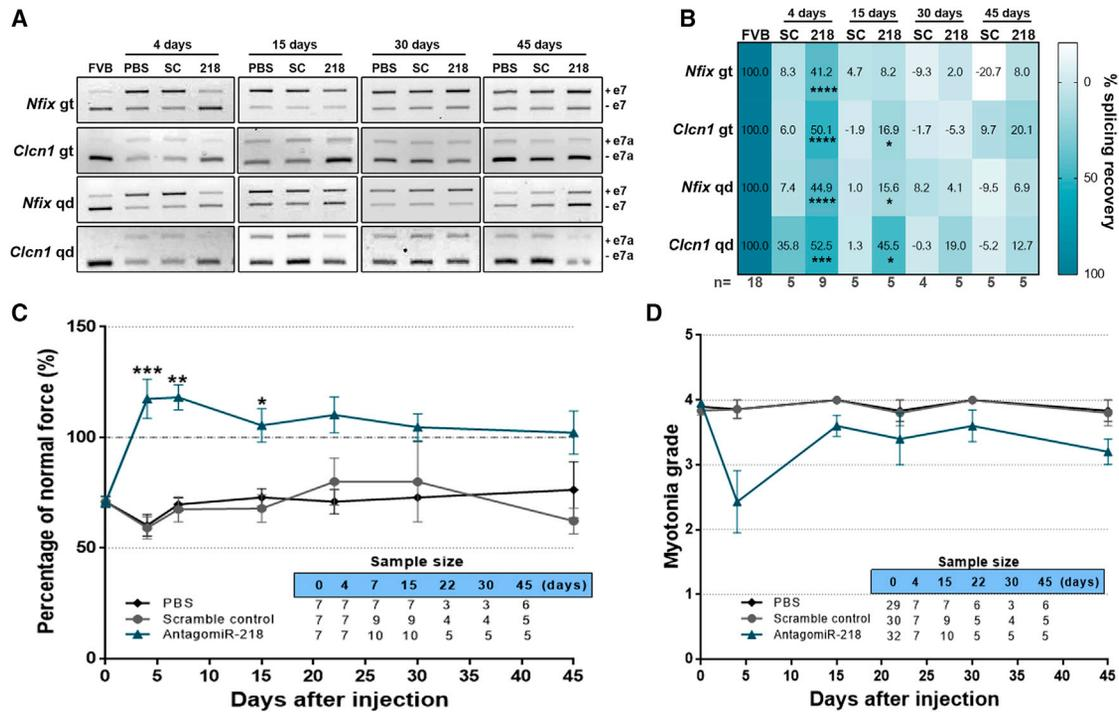 A
4 days
15 days
30 days
45 days
FVB PBS SC 218
PBS SC 218
PBS SC 218
PBS SC 218
Nfix gt
+ e7
- e7
Clcn1 gt
+ e7a
- e7a
Nfix qd
+ e7
- e7
Clcn1 qd
+ e7a
- e7a
B
4 days 15 days 30 days 45 days
FVB SC 218 SC 218 SC 218 SC 218
Nfix gt 100.0 8.3 41.2 4.7 8.2 -9.3 2.0 -20.7 8.0
****
Clcn1 gt 100.0 6.0 50.1 -1.9 16.9 -1.7 -5.3 9.7 20.1
**** *
Nfix qd 100.0 7.4 44.9 1.0 15.6 8.2 4.1 -9.5 6.9
**** *
Clcn1 qd 100.0 35.8 52.5 1.3 45.5 -0.3 19.0 -5.2 12.7
*** *
n= 18 5 9 5 5 4 5 5 5
0
50
100
% splicing recovery
C
Percentage of normal force (%)
150
100
50
0
*** ** *
Sample size
0 4 7 15 22 30 45 (days)
PBS 7 7 7 7 3 3 6
Scramble control 7 7 9 9 4 4 5
AntagomiR-218 7 7 10 10 5 5 5
0 5 10 15 20 25 30 35 40 45
Days after injection
D
Myotonia grade
5
4
3
2
1
0
Sample size
0 4 15 22 30 45 (days)
PBS 29 7 7 6 3 6
Scramble control 30 7 9 5 4 5
AntagomiR-218 32 7 10 5 5 5
0 5 10 15 20 25 30 35 40 45
Days after injection